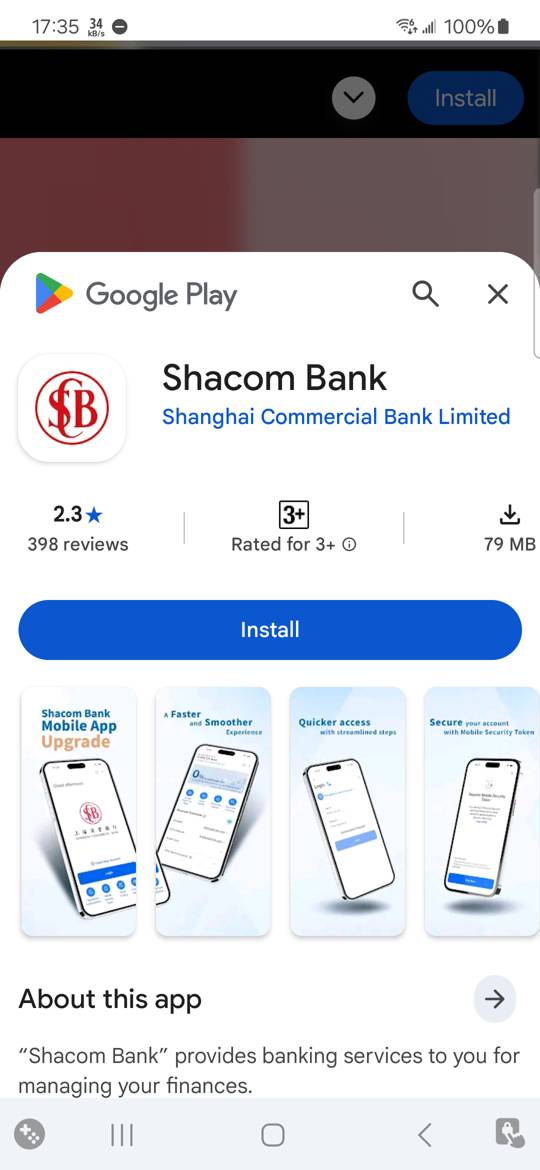 17:35 34 kB/s 100%
Install
Google Play
SCB
Shacom Bank
Shanghai Commercial Bank Limited
2.3★
398 reviews
3+
Rated for 3+
79 MB
Install
Shacom Bank
Mobile App
Upgrade
A Faster
and Smoother
Experience
Quicker access
with streamlined steps
Login
Secure your account
with Mobile Security Token
About this app
“Shacom Bank” provides banking services to you for
managing your finances.